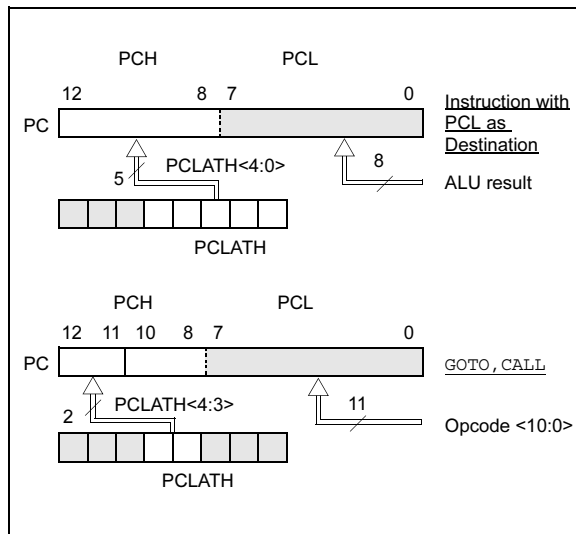 PCH PCL
12 8 7 0
PC
Instruction with
PCL as
Destination
PCLATH<4:0>
5
8
ALU result
PCLATH
PCH PCL
12 11 10 8 7 0
PC
GOTO, CALL
PCLATH<4:3>
2
11
Opcode <10:0>
PCLATH